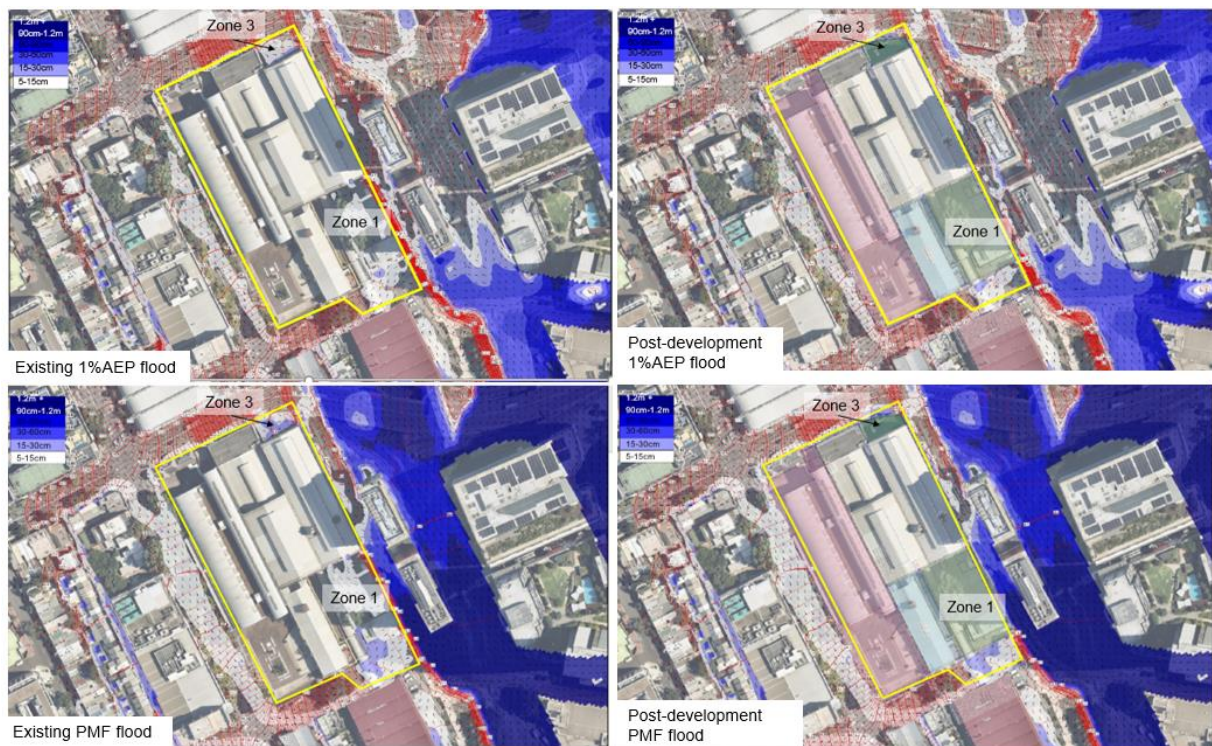 1.2m +
90cm-1.2m
15-30cm
5-15cm
Zone 3
Zone 1
Existing 1%AEP flood
1.2m +
90cm-1.2m
15-30cm
5-15cm
Zone 3
Zone 1
Post-development
1%AEP flood
1.2m +
90cm-1.2m
30-60cm
15-30cm
5-15cm
Zone 3
Zone 1
Existing PMF flood
1.2m +
90cm-1.2m
30-60cm
15-30cm
5-15cm
Zone 3
Zone 1
Post-development
PMF flood